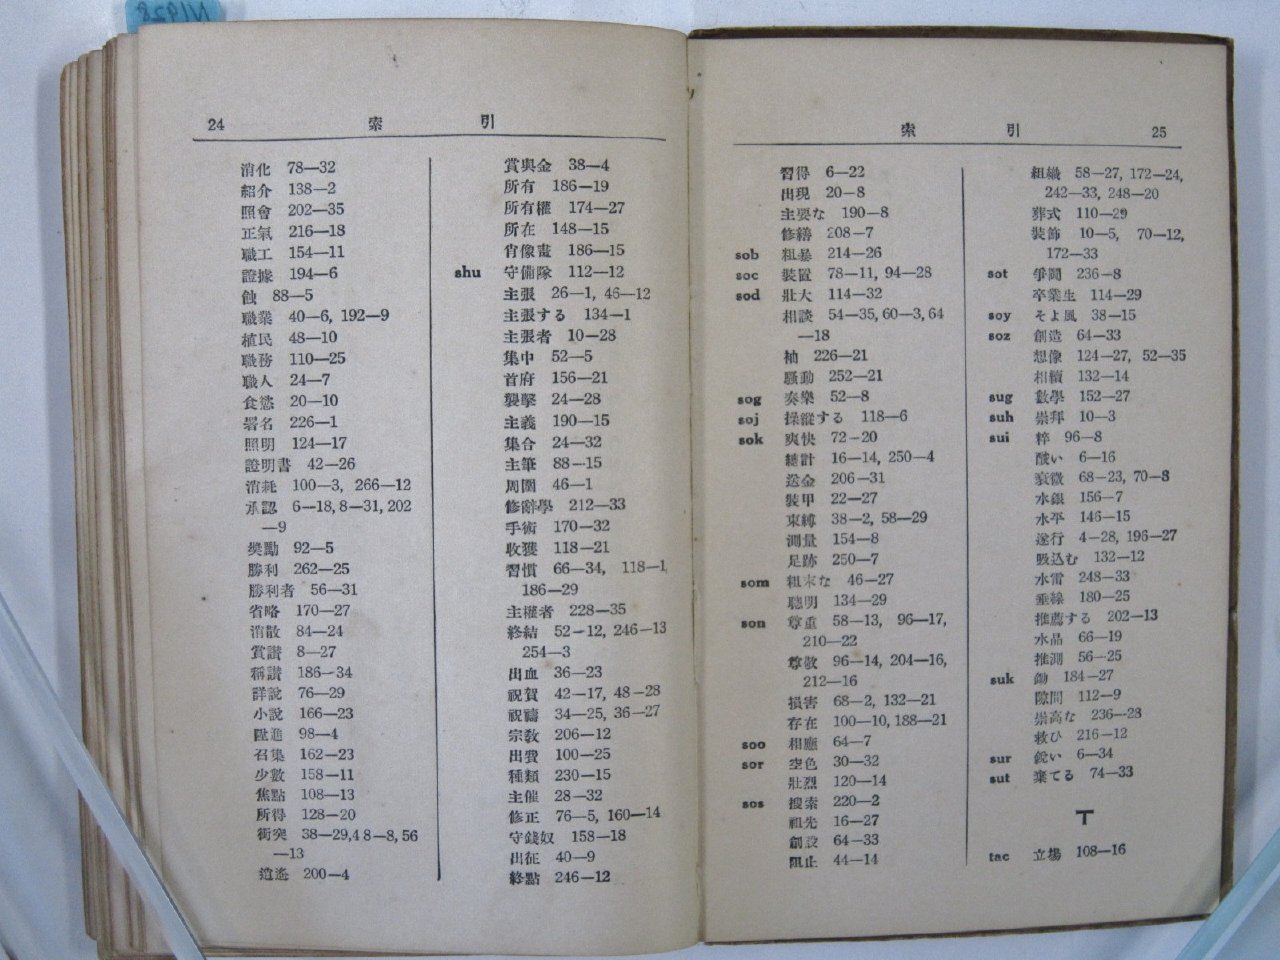 24 索 引
消化 78—32
紹介 138—2
照會 202—35
正氣 216—18
職工 154—11
證據 194—6
蝕 88—5
職業 40—6, 192—9
植民 48—10
職務 110—25
職人 24—7
食慾 20—10
署名 226—1
照明 124—17
證明書 42—26
消耗 100—3, 266—12
承認 6—18, 8—31, 202
—9
奬勵 92—5
勝利 262—25
勝利者 56—31
省略 170—27
消散 84—24
賞讃 8—27
稱讃 186—34
詳說 76—29
小說 166—23
陞進 98—4
召集 162—23
少數 158—11
焦點 108—13
所得 128—20
衝突 38—29,48—8, 56
—13
逍遙 200—4
賞與金 38—4
所有 186—19
所有權 174—27
所在 148—15
肖像畫 186—15
shu 守備隊 112—12
主張 26—1, 46—12
主張する 134—1
主張者 10—28
集中 52—5
首府 156—21
襲擊 24—28
主義 190—15
集合 24—32
主筆 88—15
周圍 46—1
修辭學 212—33
手術 170—32
收獲 118—21
習慣 66—34, 118—1,
186—29
主權者 228—35
終結 52—12, 246—13
254—3
出血 36—23
祝賀 42—17, 48—28
祝禱 34—25, 36—27
宗敎 206—12
出費 100—25
種類 230—15
主催 28—32
修正 76—5, 160—14
守錢奴 158—18
出征 40—9
終點 246—12
索 引 25
習得 6—22
出現 20—8
主要な 190—8
修繕 208—7
sob 粗暴 214—26
soc 裝置 78—11, 94—28
sod 壯大 114—32
相談 54—35, 60—3, 64
—18
袖 226—21
騷動 252—21
sog 奏樂 52—8
soj 操縱する 118—6
sok 爽快 72—20
總計 16—14, 250—4
送金 206—31
裝甲 22—27
束縛 38—2, 58—29
測量 154—8
足跡 250—7
som 粗末な 46—27
聰明 134—29
son 尊重 58—13, 96—17,
210—22
尊敬 96—14, 204—16,
212—16
損害 68—2, 132—21
存在 100—10, 188—21
soo 相應 64—7
sor 空色 30—32
壯烈 120—14
sos 搜索 220—2
祖先 16—27
創設 64—33
阻止 44—14
組織 58—27, 172—24,
242—33, 248—20
葬式 110—29
裝飾 10—5, 70—12,
172—33
sot 爭鬪 236—8
卒業生 114—29
soy そよ風 38—15
soz 創造 64—33
想像 124—27, 52—35
相續 132—14
sug 數學 152—27
suh 崇拜 10—3
sui 粹 96—8
酸い 6—16
衰微 68—23, 70—8
水銀 156—7
水平 146—15
遂行 4—28, 196—27
吸込む 132—12
水雷 248—33
垂線 180—25
推薦する 202—13
水晶 66—19
推測 56—25
suk 鋤 184—27
隙間 112—9
崇高な 236—28
救ひ 216—12
sur 銳い 6—34
sut 棄てる 74—33
T
tac 立場 108—16